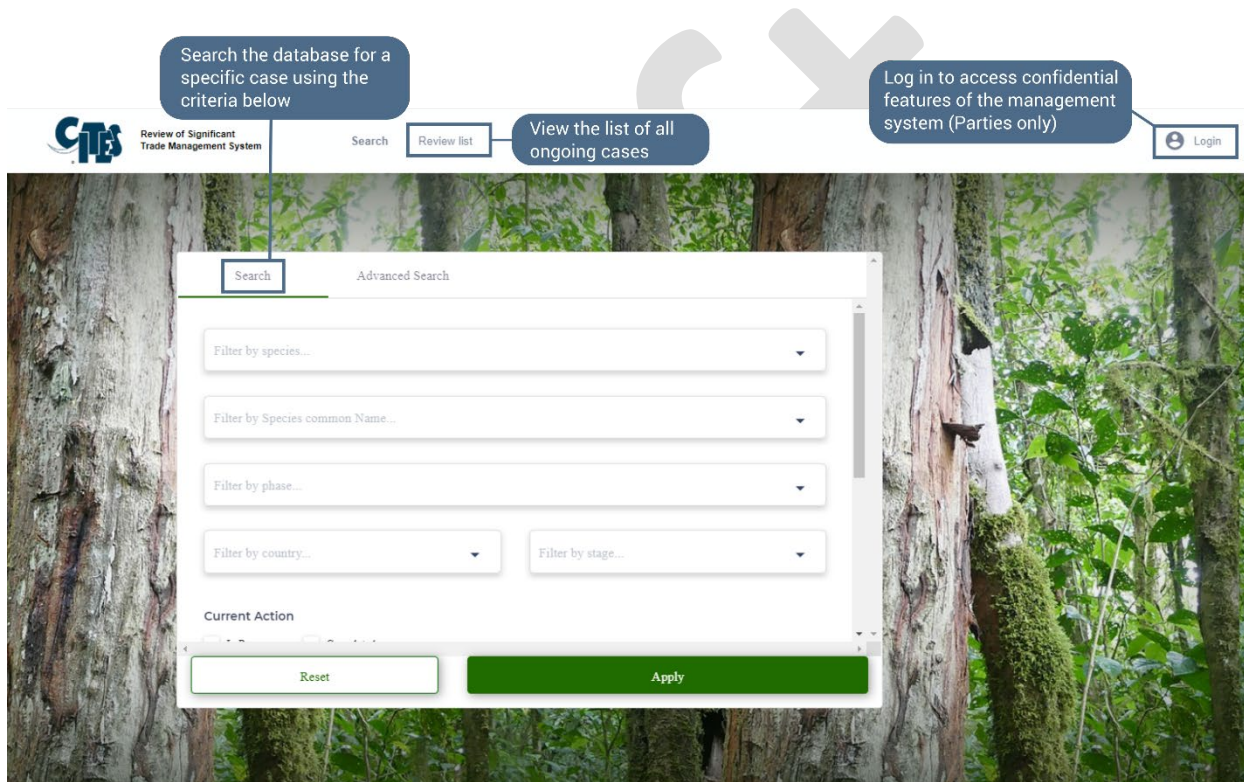 Search the database for a
specific case using the
criteria below
Log in to access confidential
features of the management
system (Parties only)
CITES
Review of Significant
Trade Management System
Search
Review list
View the list of all
ongoing cases
Login
Search
Advanced Search
Filter by species...
Filter by Species common Name...
Filter by phase...
Filter by country...
Filter by stage...
Current Action
Reset
Apply